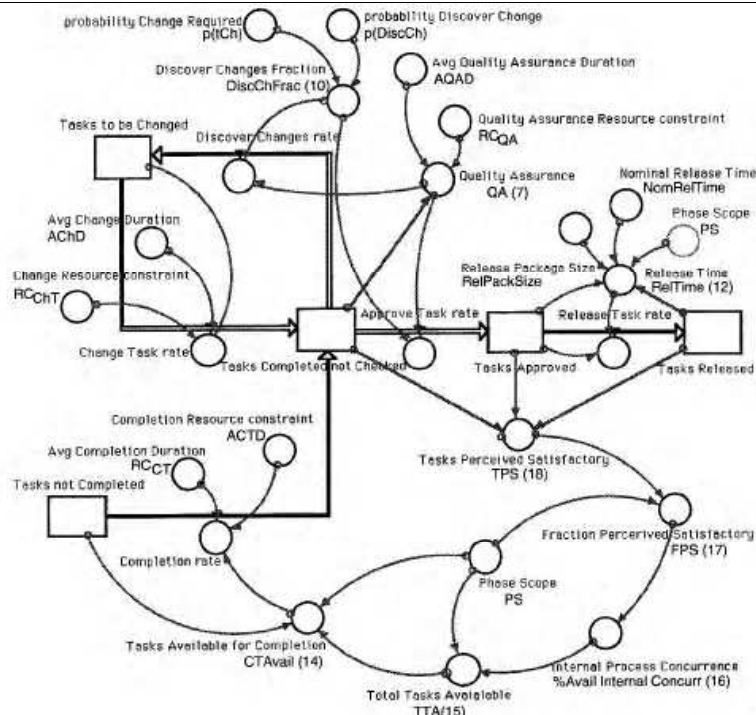 probability Change Required
p(tCh)
probability Discover Change
p(DiscCh)
Discover Changes Fraction
DiscChFrac (10)
Avg Quality Assurance Duration
AQAD
Tasks to be Changed
Discover Changes rate
Quality Assurance Resource constraint
RCQA
Quality Assurance
QA (7)
Nominal Release Time
NomRelTime
Phase Scope
PS
Avg Change Duration
AChD
Release Package Size
RelPackSize
Release Time
RelTime (12)
Change Resource constraint
RCChT
Approve Task rate
Release Task rate
Change Task rate
Tasks Completed not Checked
Tasks Approved
Tasks Released
Completion Resource constraint
ACTD
Avg Completion Duration
RCCT
Tasks Perceived Satisfactory
TPS (18)
Tasks not Completed
Completion rate
Fraction Perceived Satisfactory
FPS (17)
Phase Scope
PS
Tasks Available for Completion
CTAvail (14)
Internal Process Concurrence
%Avail Internal Concurr (16)
Total Tasks Avaialable
TTA(15)